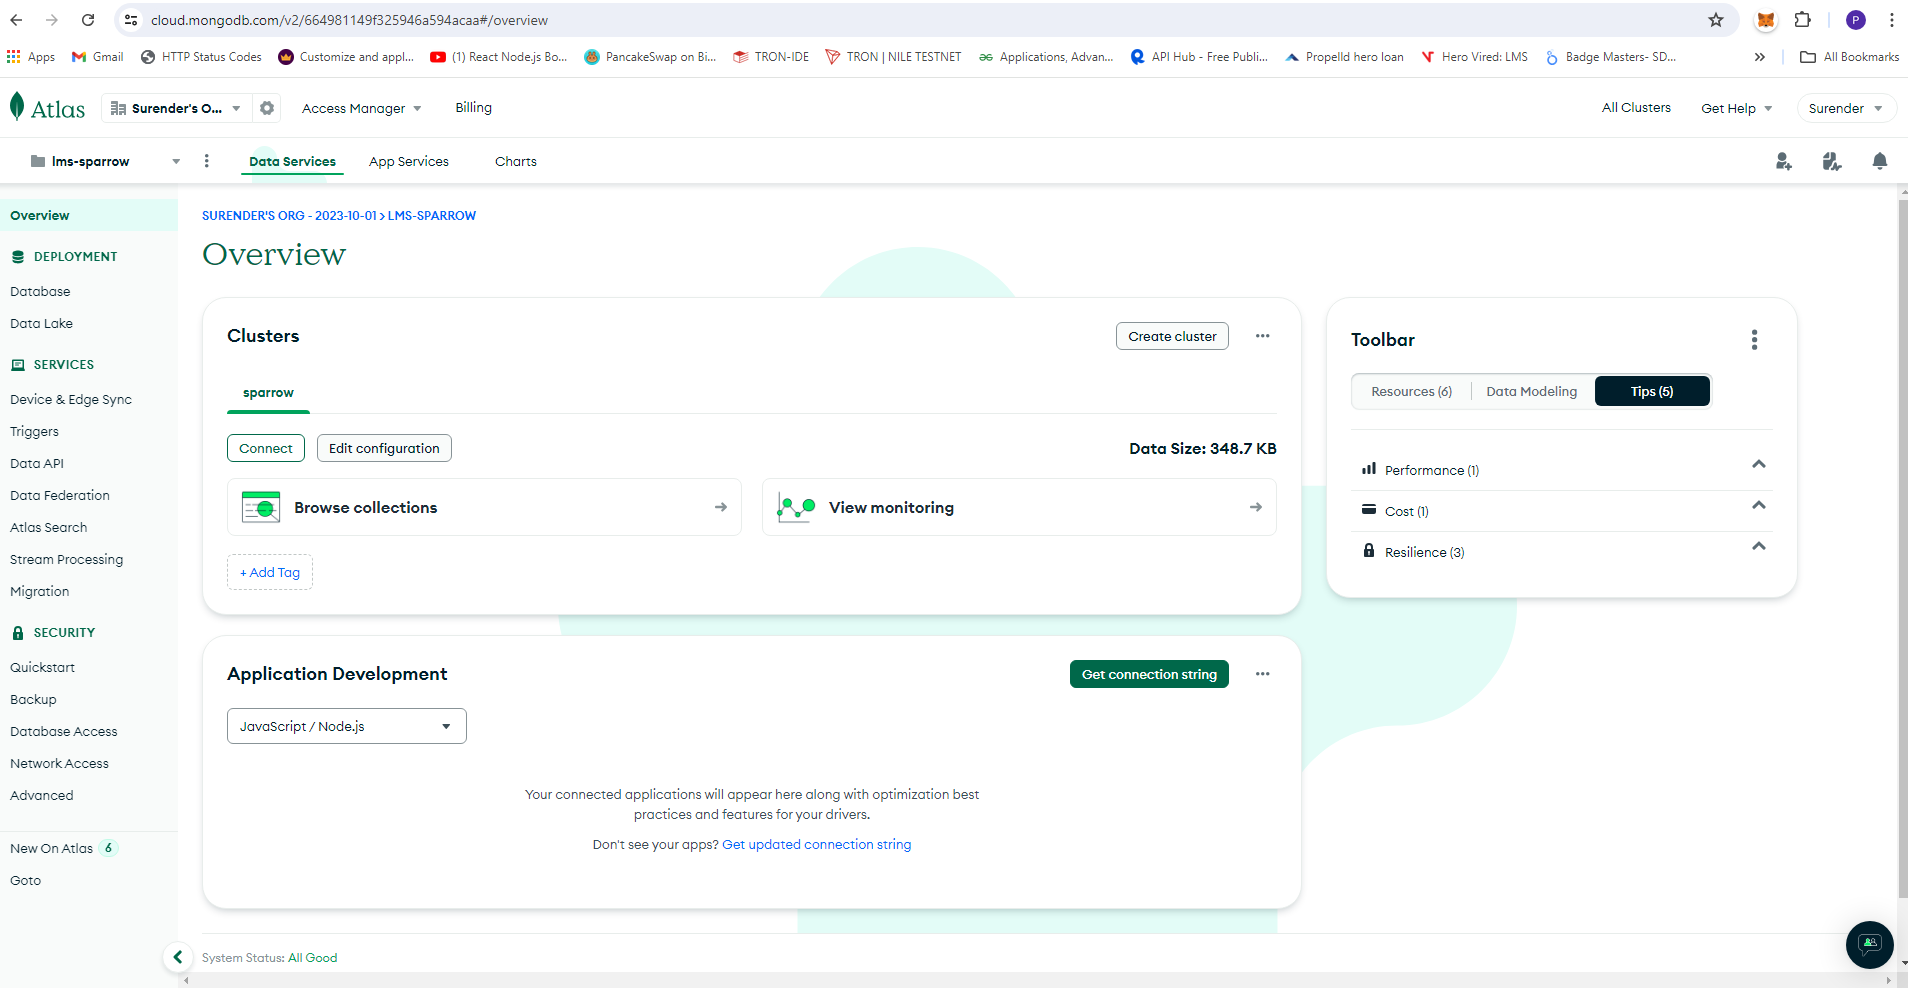 cloud.mongodb.com/v2/664981149f325946a594acaa#/overview
P
Apps Gmail HTTP Status Codes Customize and appl... (1) React Node.js Bo... PancakeSwap on Bi... TRON-IDE TRON | NILE TESTNET Applications, Advan... API Hub - Free Publi... Propelld hero loan Hero Vired: LMS Badge Masters- SD... » All Bookmarks
Atlas Surender's O... Access Manager Billing All Clusters Get Help Surender
lms-sparrow Data Services App Services Charts
Overview
DEPLOYMENT
Database
Data Lake
SERVICES
Device & Edge Sync
Triggers
Data API
Data Federation
Atlas Search
Stream Processing
Migration
SECURITY
Quickstart
Backup
Database Access
Network Access
Advanced
New On Atlas 6
Goto
SURENDER'S ORG - 2023-10-01 > LMS-SPARROW
Overview
Clusters Create cluster
sparrow
Connect Edit configuration Data Size: 348.7 KB
Browse collections View monitoring
+ Add Tag
Application Development Get connection string
JavaScript / Node.js
Your connected applications will appear here along with optimization best
practices and features for your drivers.
Don't see your apps? Get updated connection string
System Status: All Good
Toolbar
Resources (6) Data Modeling Tips (5)
Performance (1)
Cost (1)
Resilience (3)